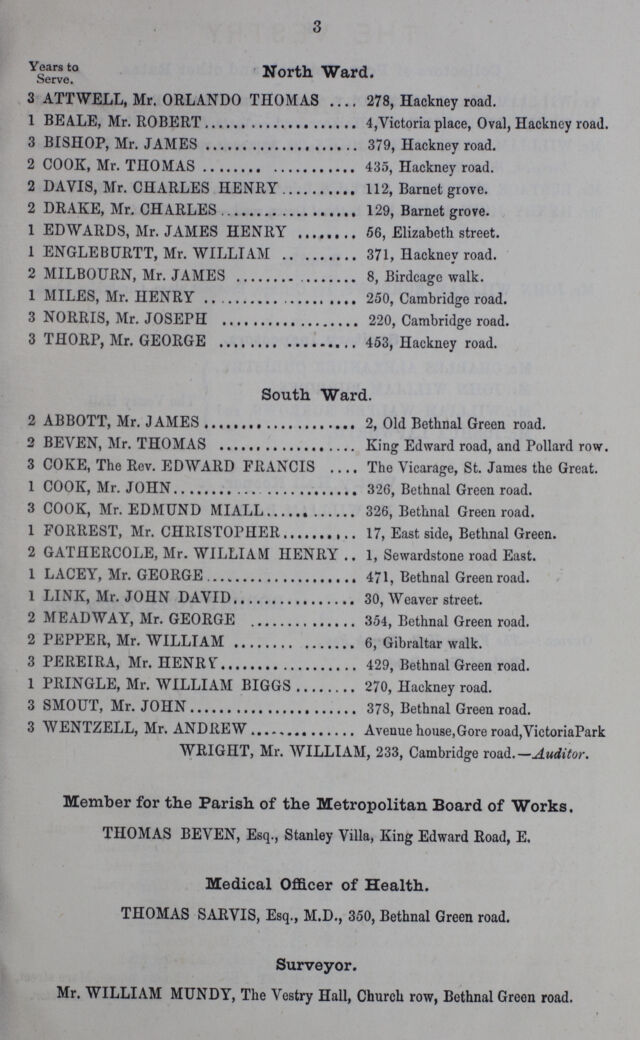 3
Years to
Serve.
North Ward.
3 ATTWELL, Mr. ORLANDO THOMAS .... 278, Hackney road.
1 BEALE, Mr. ROBERT.................... 4,Victoria place, Oval, Hackney road.
3 BISHOP, Mr. JAMES .................... 379, Hackney road.
2 COOK, Mr. THOMAS .................... 435, Hackney road.
2 DAVIS, Mr. CHARLES HENRY.......... 112, Barnet grove.
2 DRAKE, Mr. CHARLES.................. 129, Barnet grove.
1 EDWARDS, Mr. JAMES HENRY ........ 56, Elizabeth street.
1 ENGLEBURTT, Mr. WILLIAM .. ........ 371, Hackney road.
2 MILBOURN, Mr. JAMES ................ 8, Birdcage walk.
1 MILES, Mr. HENRY .................... 250, Cambridge road.
3 NORRIS, Mr. JOSEPH .................. 220, Cambridge road.
3 THORP, Mr. GEORGE .................. 453, Hackney road.
South Ward.
2 ABBOTT, Mr. JAMES.................... 2, Old Bethnal Green road.
2 BEVEN, Mr. THOMAS .................. King Edward road, and Pollard row.
3 COKE, The Rev. EDWARD FRANCIS .... The Vicarage, St. James the Great.
1 COOK, Mr. JOHN........................ 326, Bethnal Green road.
3 COOK, Mr. EDMUND MIALL............ 326, Bethnal Green road.
1 FORREST, Mr. CHRISTOPHER.......... 17, East side, Bethnal Green.
2 GATHERCOLE, Mr. WILLIAM HENRY .. 1, Sewardstone road East.
1 LACEY, Mr. GEORGE.................... 471, Bethnal Green road.
1 LINK, Mr. JOHN DAVID................ 30, Weaver street.
2 MEADWAY, Mr. GEORGE .............. 354, Bethnal Green road.
2 PEPPER, Mr. WILLIAM ................ 6, Gibraltar walk.
3 PEREIRA, Mr. HENRY.................. 429, Bethnal Green road.
1 PRINGLE, Mr. WILLIAM BIGGS ........ 270, Hackney road.
3 SMOUT, Mr. JOHN...................... 378, Bethnal Green road.
3 WENTZELL, Mr. ANDREW.............. Avenue house,Gore road,VictoriaPark
WRIGHT, Mr. WILLIAM, 233, Cambridge road.—Auditor.
Member for the Parish of the Metropolitan Board of Works.
THOMAS BEVEN, Esq., Stanley Villa, King Edward Road, E.
Medical Officer of Health.
THOMAS SARVIS, Esq., M.D., 350, Bethnal Green road.
Surveyor.
Mr. WILLIAM MUNDY, The Vestry Hall, Church row, Bethnal Green road.